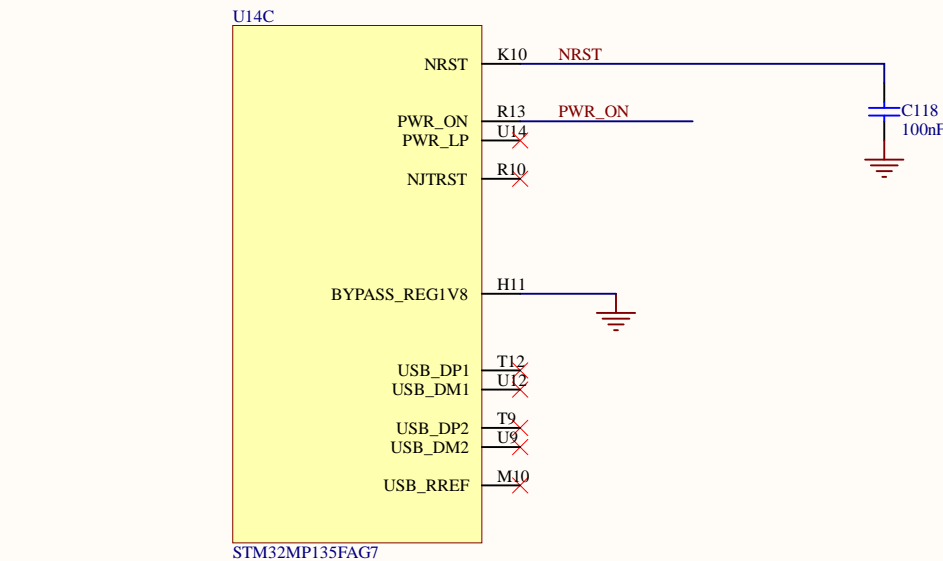 U14C
NRST K10 NRST
C118
100nF
PWR_ON R13 PWR_ON
PWR_LP U14
NJTRST R10
BYPASS_REG1V8 H11
USB_DP1 T12
USB_DM1 U12
USB_DP2 T9
USB_DM2 U9
USB_RREF M10
STM32MP135FAG7